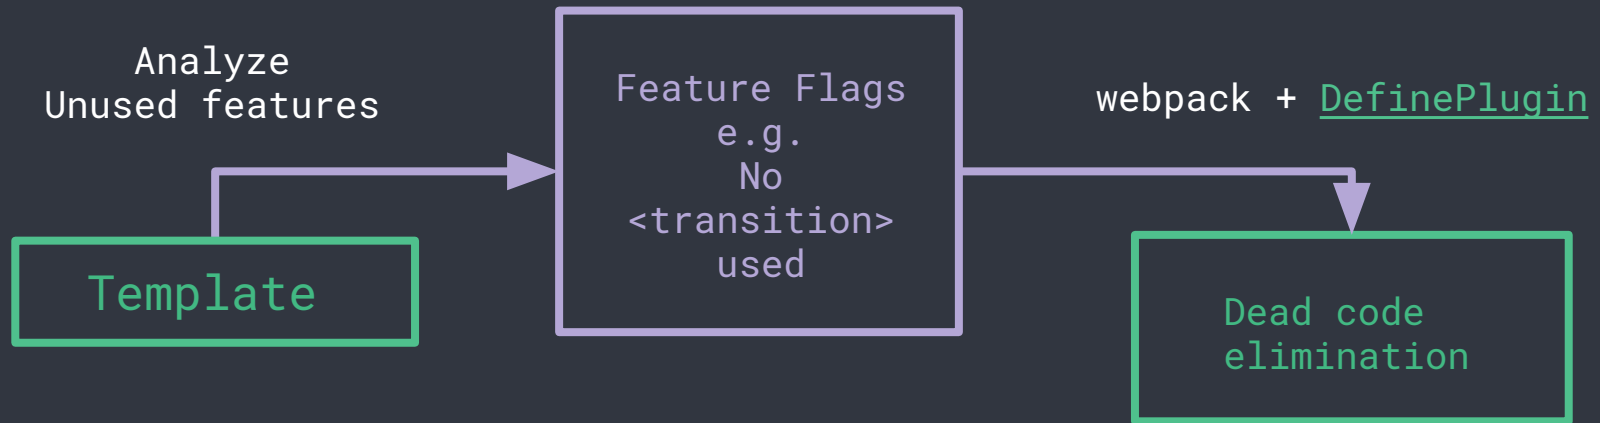 Analyze
Unused features
Template
Feature Flags
e.g.
No
<transition>
used
webpack + DefinePlugin
Dead code
elimination